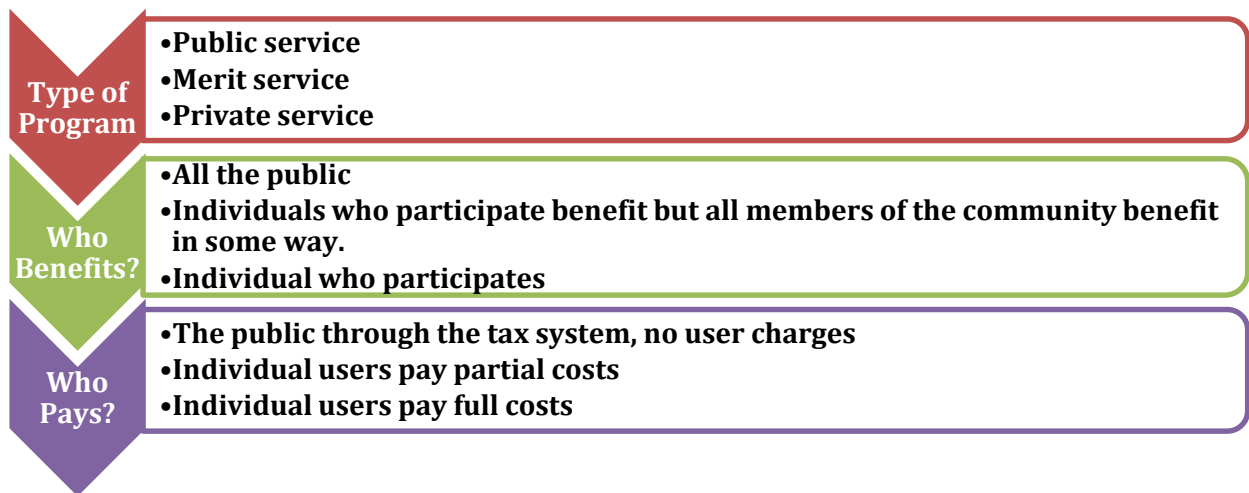 Type of
Program
•Public service
•Merit service
•Private service
Who
Benefits?
•All the public
•Individuals who participate benefit but all members of the community benefit
in some way.
•Individual who participates
Who
Pays?
•The public through the tax system, no user charges
•Individual users pay partial costs
•Individual users pay full costs